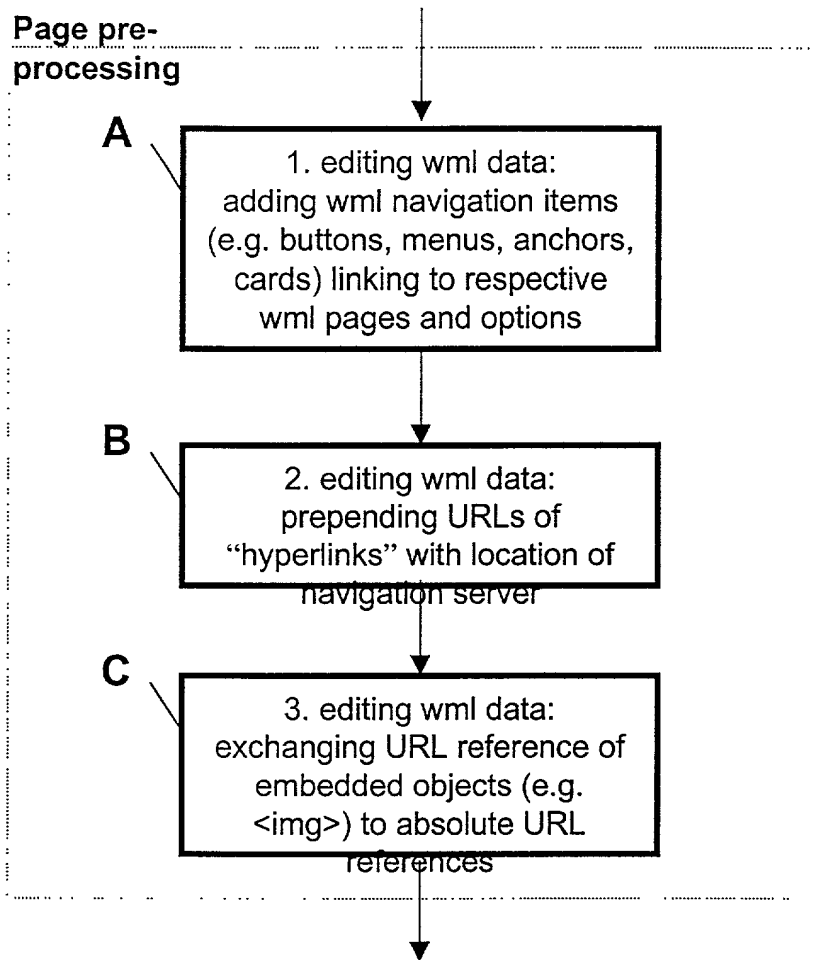 Page pre-
processing
A
1. editing wml data:
adding wml navigation items
(e.g. buttons, menus, anchors,
cards) linking to respective
wml pages and options
B
2. editing wml data:
prepending URLs of
“hyperlinks” with location of
navigation server
C
3. editing wml data:
exchanging URL reference of
embedded objects (e.g.
<img>) to absolute URL
references